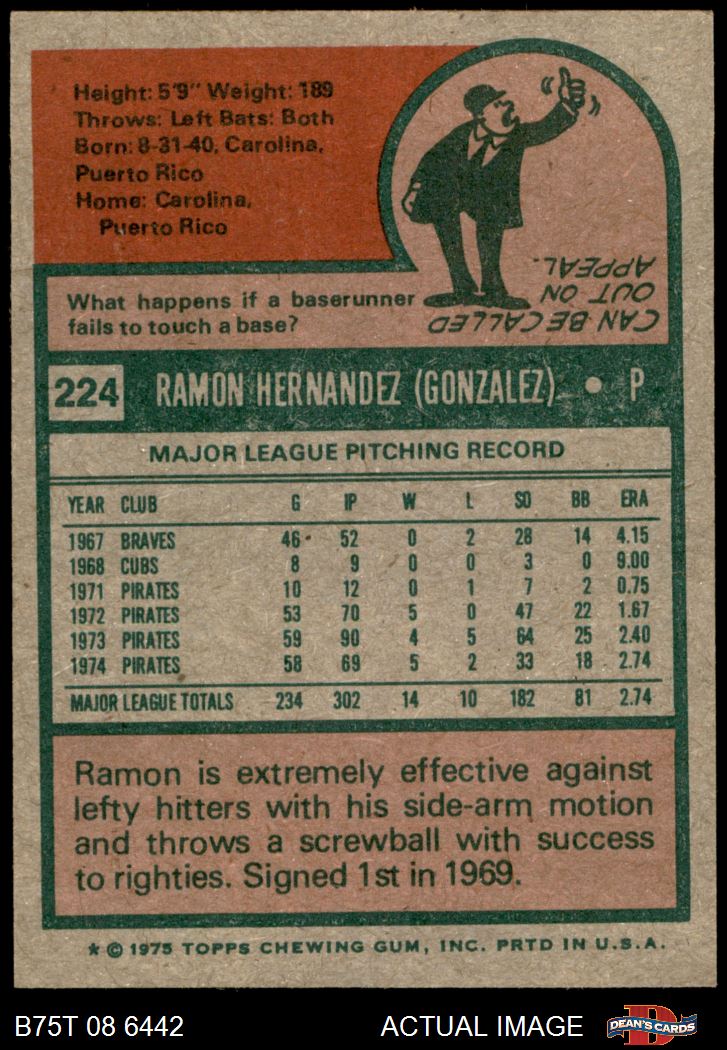 Height: 5'9" Weight: 189
Throws: Left Bats: Both
Born: 8-31-40, Carolina,
Puerto Rico
Home: Carolina,
Puerto Rico
What happens if a baserunner
fails to touch a base?
CAN BE CALLED
OUT ON
APPEAL.
224 RAMON HERNANDEZ (GONZALEZ) • P
MAJOR LEAGUE PITCHING RECORD
YEAR CLUB G IP W L SO BB ERA
1967 BRAVES 46 52 0 2 28 14 4.15
1968 CUBS 8 9 0 0 3 0 9.00
1971 PIRATES 10 12 0 1 7 2 0.75
1972 PIRATES 53 70 5 0 47 22 1.67
1973 PIRATES 59 90 4 5 64 25 2.40
1974 PIRATES 58 69 5 2 33 18 2.74
MAJOR LEAGUE TOTALS 234 302 14 10 182 81 2.74
Ramon is extremely effective against
lefty hitters with his side-arm motion
and throws a screwball with success
to righties. Signed 1st in 1969.
* © 1975 TOPPS CHEWING GUM, INC. PRTD IN U.S.A.
B75T 08 6442 ACTUAL IMAGE DEAN'S CARDS